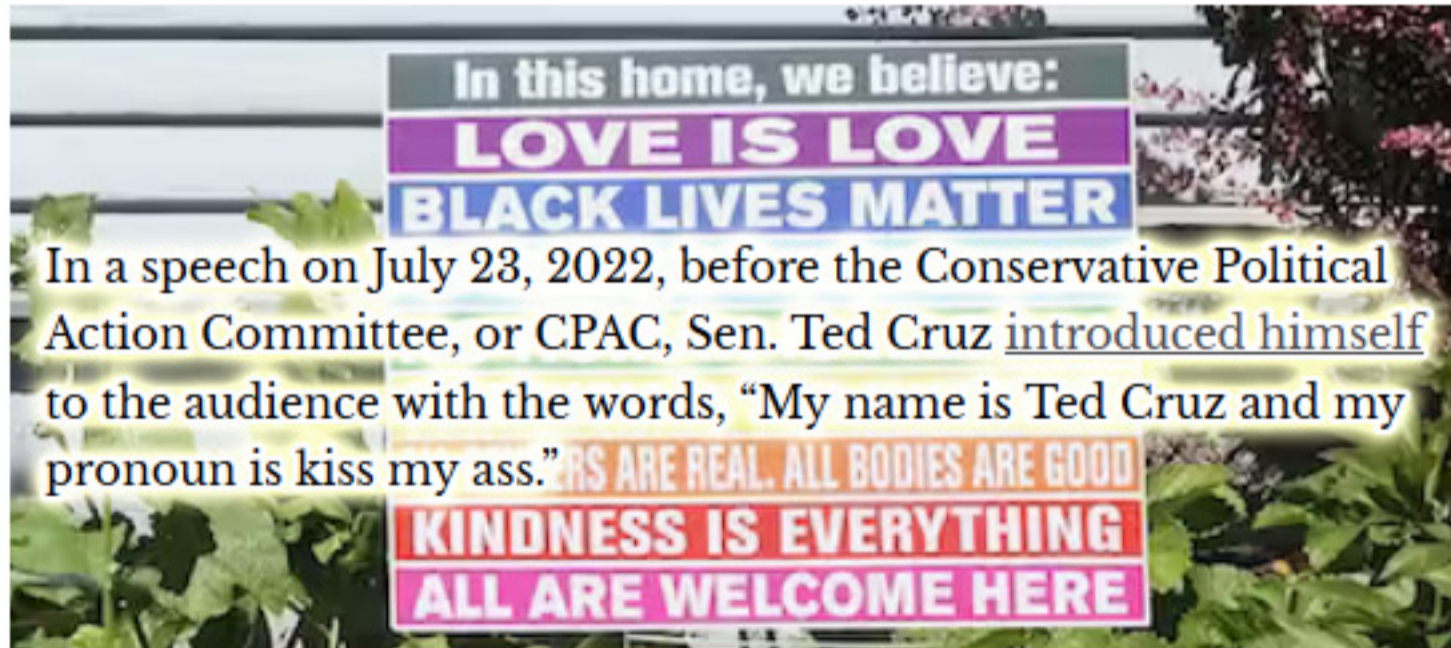 In this home, we believe:
LOVE IS LOVE
BLACK LIVES MATTER
In a speech on July 23, 2022, before the Conservative Political
Action Committee, or CPAC, Sen. Ted Cruz introduced himself
to the audience with the words, “My name is Ted Cruz and my
pronoun is kiss my ass.”
ARE REAL. ALL BODIES ARE GOOD
KINDNESS IS EVERYTHING
ALL ARE WELCOME HERE